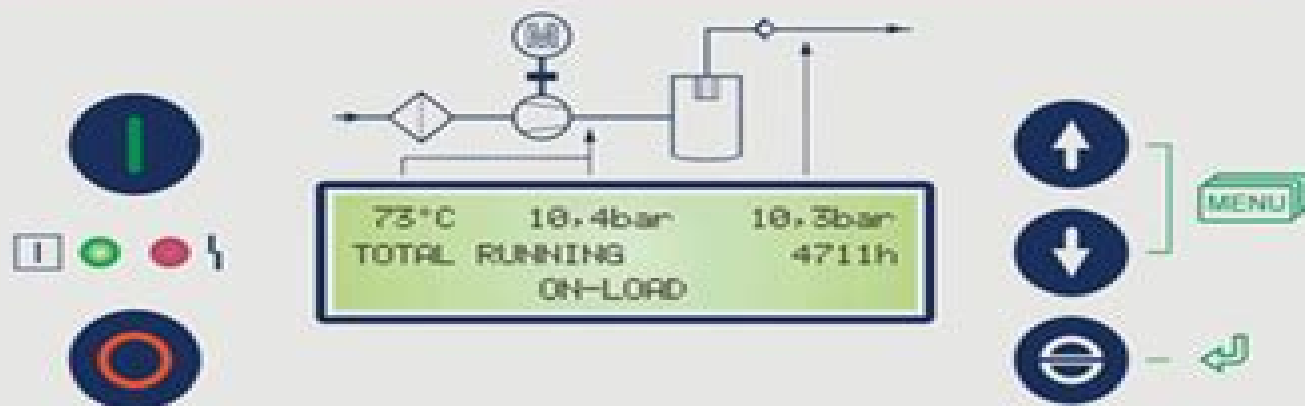 M
73°C 10,4bar 10,3bar
TOTAL RUNNING 4711h
ON-LOAD
MENU